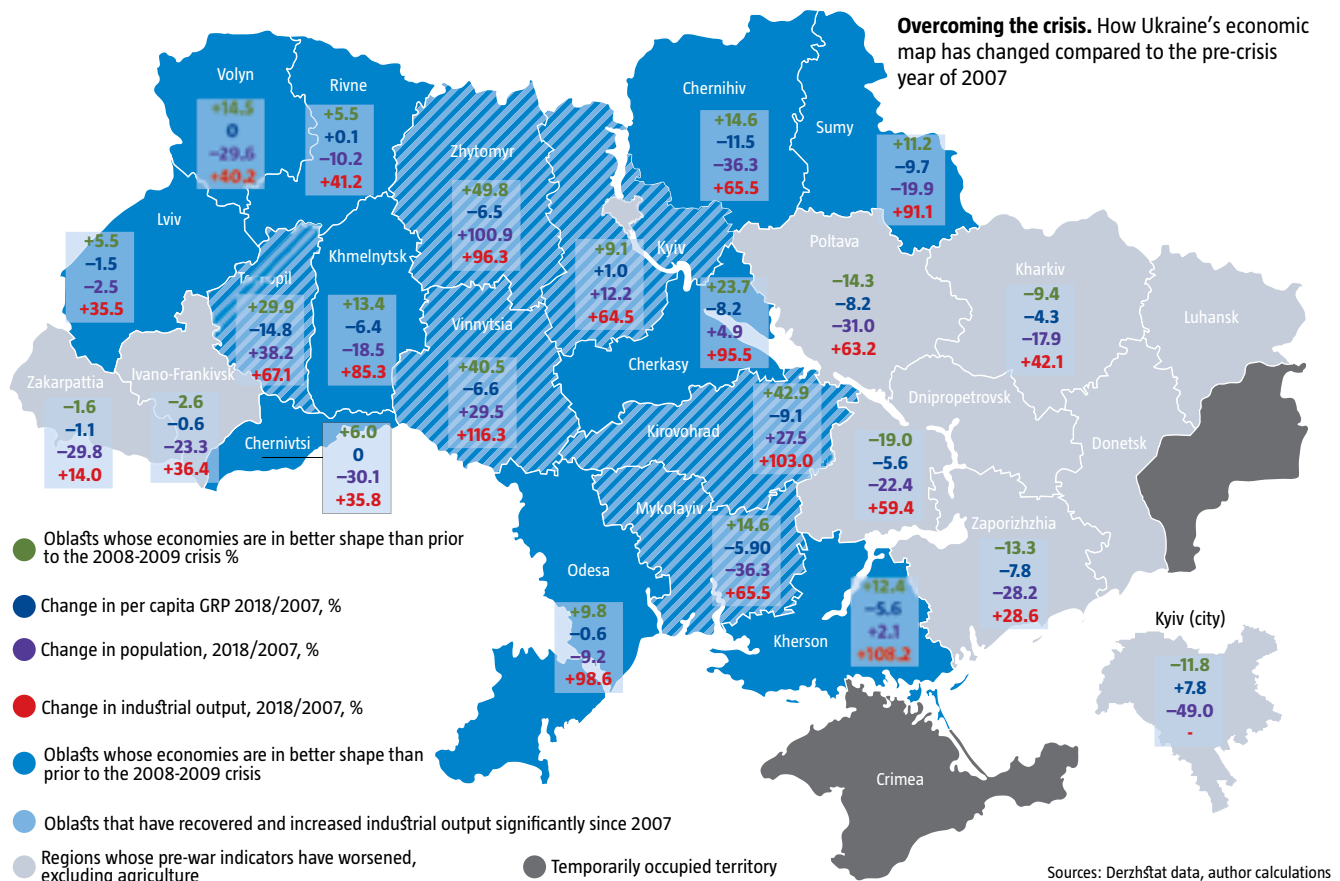 Overcoming the crisis. How Ukraine's economic
map has changed compared to the pre-crisis
year of 2007
Volyn
+14.5
0
−29.6
+40.2
Rivne
+5.5
+0.1
−10.2
+41.2
Zhytomyr
+49.8
−6.5
+100.9
+96.3
Chernihiv
+14.6
−11.5
−36.3
+65.5
Sumy
+11.2
−9.7
−19.9
+91.1
Lviv
+5.5
−1.5
−2.5
+35.5
+29.9
−14.8
+38.2
+67.1
Khmelnytsk
+13.4
−6.4
−18.5
+85.3
Kyiv
+9.1
+1.0
+12.2
+64.5
Vinnytsia
+40.5
−6.6
+29.5
+116.3
Cherkasy
+23.7
−8.2
+4.9
+95.5
Poltava
−14.3
−8.2
−31.0
+63.2
Kharkiv
−9.4
−4.3
−17.9
+42.1
Luhansk
Zakarpattia
−1.6
−1.1
−29.8
+14.0
Ivano-Frankivsk
−2.6
−0.6
−23.3
+36.4
Chernivtsi
+6.0
0
−30.1
+35.8
Kirovohrad
+42.9
−9.1
+27.5
+103.0
Dnipropetrovsk
−19.0
−5.6
−22.4
+59.4
Donetsk
Mykolayiv
+14.6
−5.90
−36.3
+65.5
Zaporizhzhia
−13.3
−7.8
−28.2
+28.6
Odesa
+9.8
−0.6
−9.2
+98.6
Kherson
+12.4
−5.6
+2.1
+108.2
Crimea
Kyiv (city)
−11.8
+7.8
−49.0
-
Oblasts whose economies are in better shape than prior
to the 2008-2009 crisis %
Change in per capita GRP 2018/2007, %
Change in population, 2018/2007, %
Change in industrial output, 2018/2007, %
Oblasts whose economies are in better shape than
prior to the 2008-2009 crisis
Oblasts that have recovered and increased industrial output significantly since 2007
Regions whose pre-war indicators have worsened,
excluding agriculture
Temporarily occupied territory
Sources: Derzhstat data, author calculations